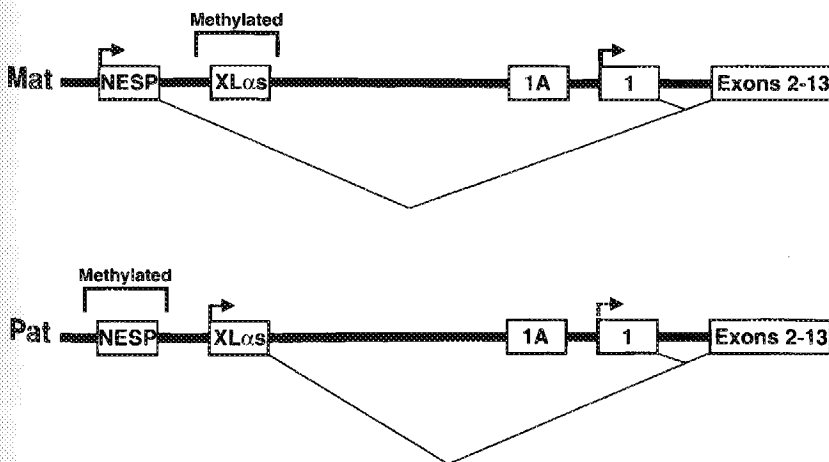 Methylated
Mat NESP XLαs 1A 1 Exons 2-13
Methylated
Pat NESP XLαs 1A 1 Exons 2-13